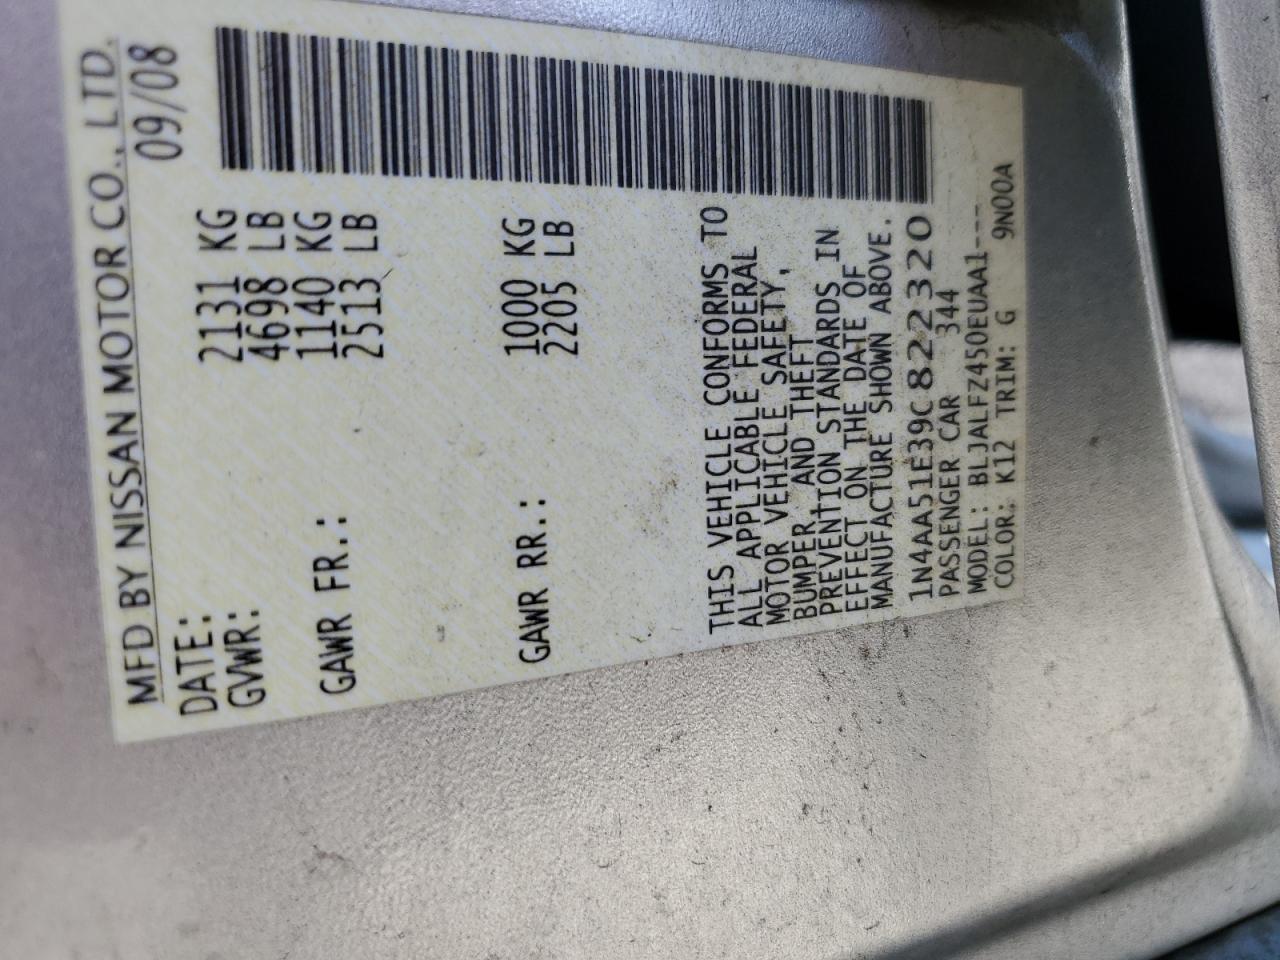 MFD BY NISSAN MOTOR CO., LTD.
DATE: 09/08
GVWR: 2131 KG
4698 LB
GAWR FR.: 1140 KG
2513 LB
GAWR RR.: 1000 KG
2205 LB
THIS VEHICLE CONFORMS TO
ALL APPLICABLE FEDERAL
MOTOR VEHICLE SAFETY,
BUMPER, AND THEFT
PREVENTION STANDARDS IN
EFFECT ON THE DATE OF
MANUFACTURE SHOWN ABOVE.
1N4AA51E39C822320
PASSENGER CAR 344
MODEL: BLJALFZ450EUAA1---
COLOR: K12 TRIM: G 9N00A